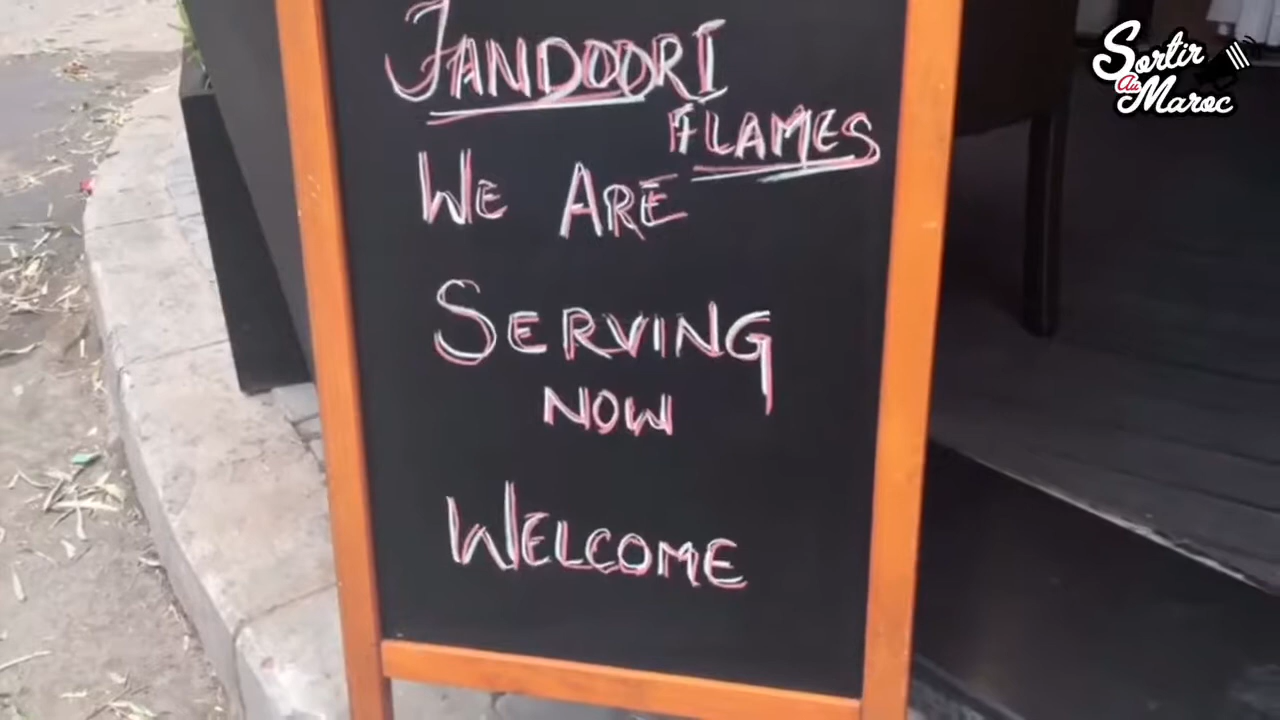 TANDOORI
FLAMES
WE ARE
SERVING
NOW
WELCOME
Sortir
Au
Maroc